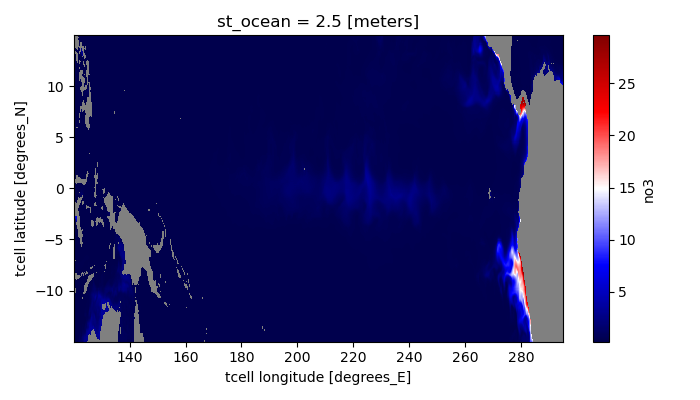 st_ocean = 2.5 [meters]
10
5
0
−5
−10
tcell latitude [degrees_N]
140 160 180 200 220 240 260 280
tcell longitude [degrees_E]
25
20
15
10
5
no3